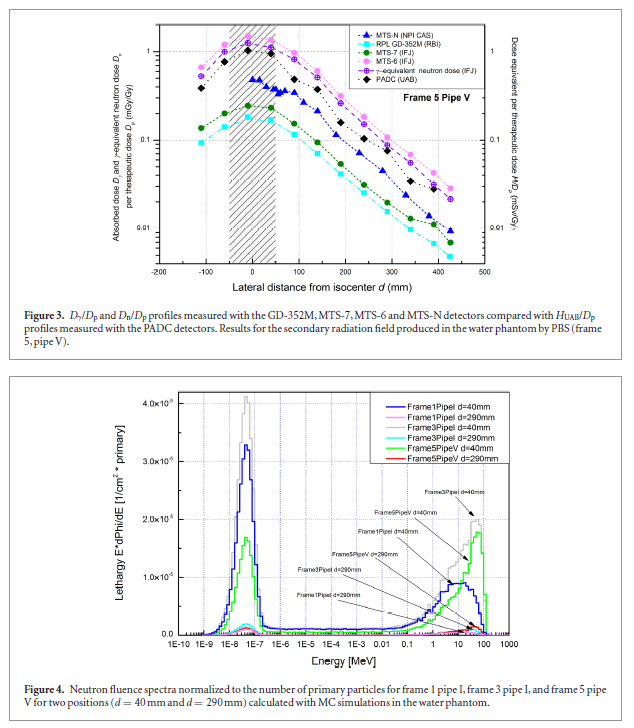 MTS-N (NPI CAS)
RPL GD-352M (RBI)
MTS-7 (IFJ)
MTS-6 (IFJ)
γ-equivalent neutron dose (IFJ)
PADC (UAB)
Frame 5 Pipe V
Absorbed dose Dγ and γ-equivalent neutron dose Dn
per therapeutic dose Dp (mGy/Gy)
1
0.1
0.01
1
0.1
0.01
Dose equivalent per therapeutic dose H/Dp (mSv/Gy)
-200 -100 0 100 200 300 400 500
Lateral distance from isocenter d (mm)
Figure 3. Dγ/Dp and Dn/Dp profiles measured with the GD-352M, MTS-7, MTS-6 and MTS-N detectors compared with HUAB/Dp
profiles measured with the PADC detectors. Results for the secondary radiation field produced in the water phantom by PBS (frame
5, pipe V).
Lethargy E*dPhi/dE [1/cm² * primary]
4.0x10⁻⁵
3.0x10⁻⁵
2.0x10⁻⁵
1.0x10⁻⁵
0.0
Frame1PipeI d=40mm
Frame1PipeI d=290mm
Frame3PipeI d=40mm
Frame3PipeI d=290mm
Frame5PipeV d=40mm
Frame5PipeV d=290mm
Frame3PipeI d=40mm
Frame5PipeV d=40mm
Frame1PipeI d=40mm
Frame5PipeV d=290mm
Frame3PipeI d=290mm
Frame1PipeI d=290mm
1E-10 1E-9 1E-8 1E-7 1E-6 1E-5 1E-4 1E-3 0.01 0.1 1 10 100 1000
Energy [MeV]
Figure 4. Neutron fluence spectra normalized to the number of primary particles for frame 1 pipe I, frame 3 pipe I, and frame 5 pipe
V for two positions (d = 40 mm and d = 290 mm) calculated with MC simulations in the water phantom.